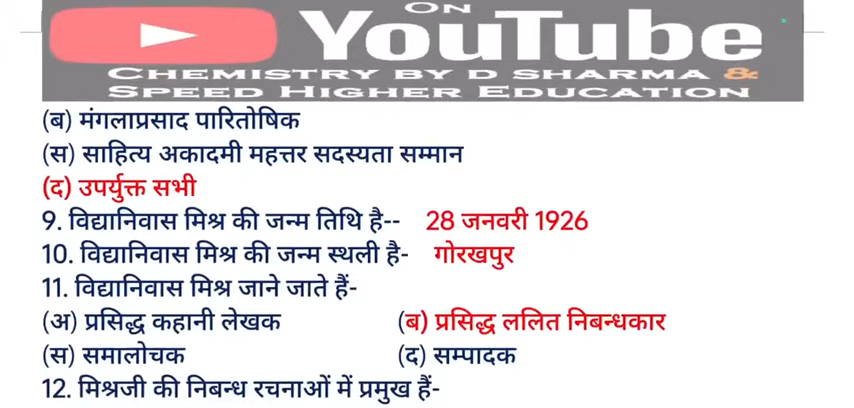 ON
YouTube
CHEMISTRY BY D SHARMA &
SPEED HIGHER EDUCATION
(ब) मंगलाप्रसाद पारितोषिक
(स) साहित्य अकादमी महत्तर सदस्यता सम्मान
(द) उपर्युक्त सभी
9. विद्यानिवास मिश्र की जन्म तिथि है-- 28 जनवरी 1926
10. विद्यानिवास मिश्र की जन्म स्थली है- गोरखपुर
11. विद्यानिवास मिश्र जाने जाते हैं-
(अ) प्रसिद्ध कहानी लेखक (ब) प्रसिद्ध ललित निबन्धकार
(स) समालोचक (द) सम्पादक
12. मिश्रजी की निबन्ध रचनाओं में प्रमुख हैं-